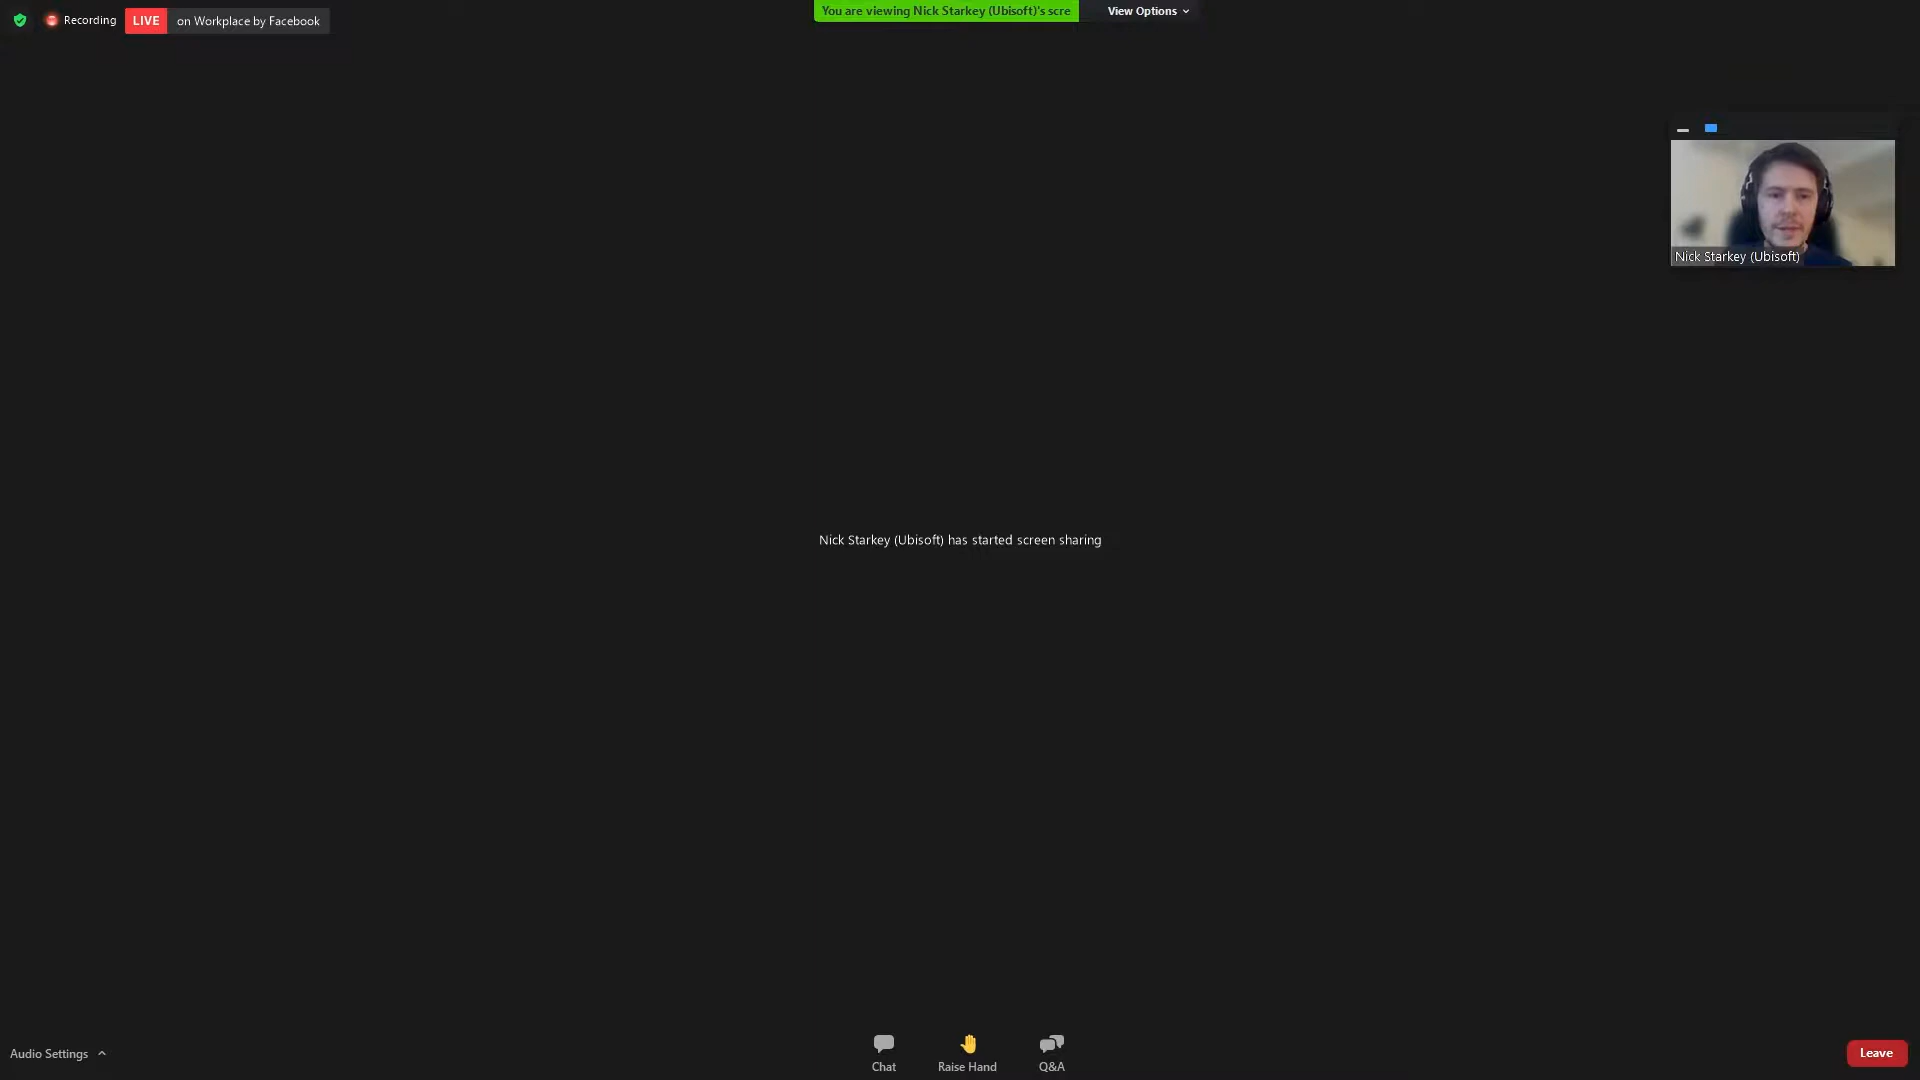 Recording
LIVE on Workplace by Facebook
You are viewing Nick Starkey (Ubisoft)'s scre
View Options
Nick Starkey (Ubisoft)
Nick Starkey (Ubisoft) has started screen sharing
Audio Settings
Chat
Raise Hand
Q&A
Leave